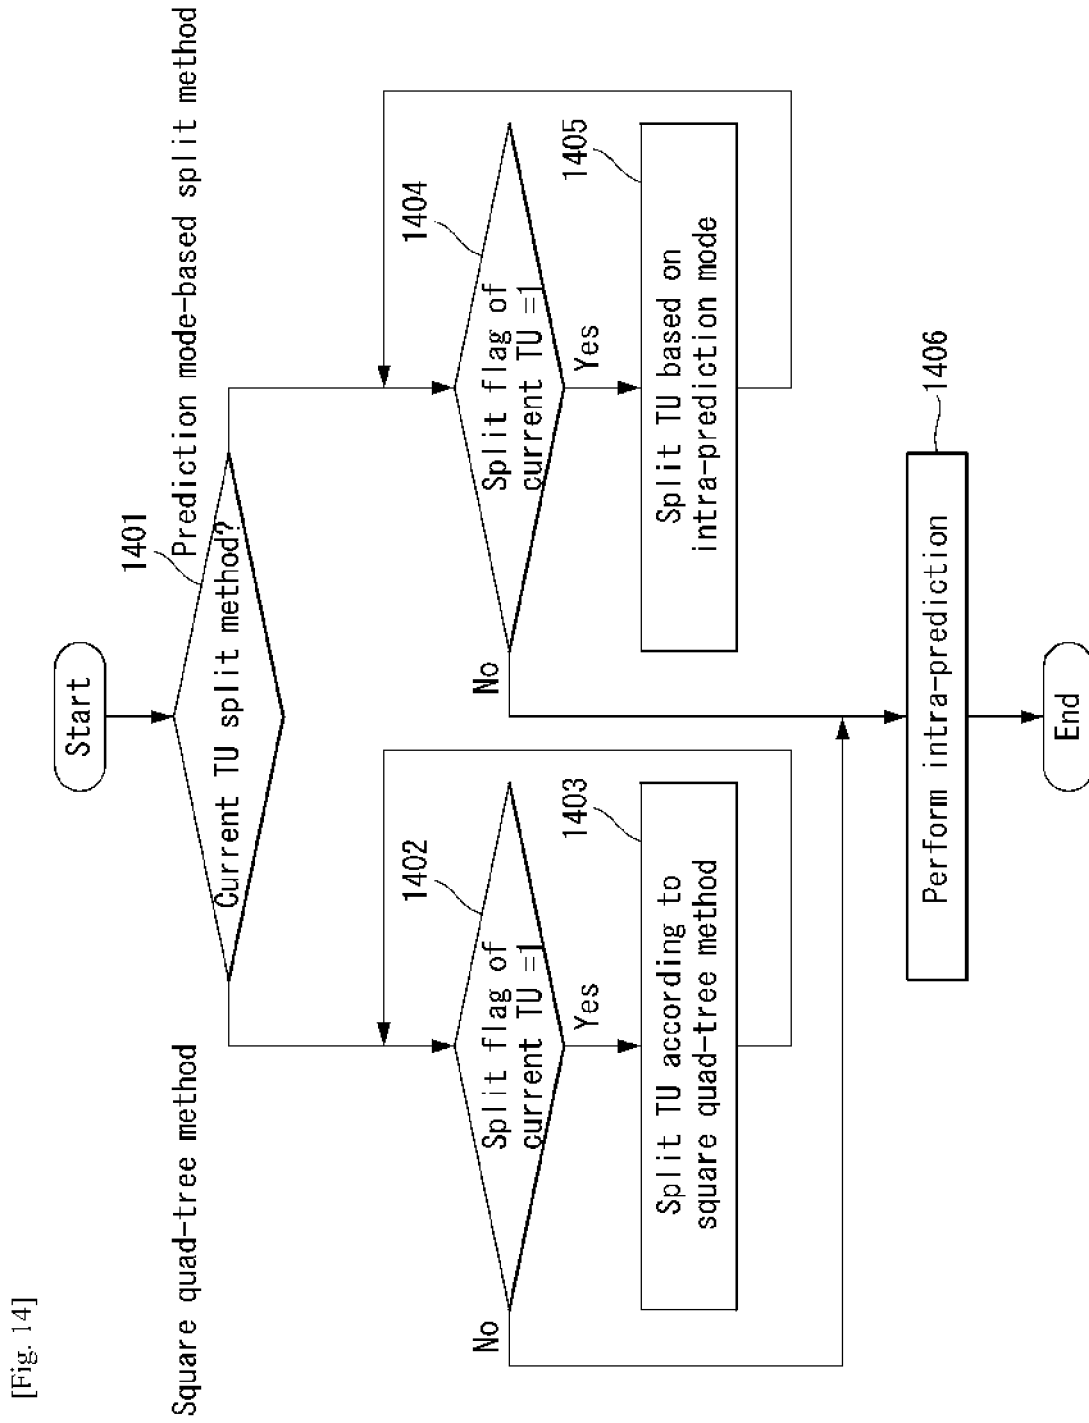 [Fig. 14]
Start
1401
Current TU split method?
Square quad-tree method
Prediction mode-based split method
1402
Split flag of
current TU =1
No
Yes
1403
Split TU according to
square quad-tree method
1404
Split flag of
current TU =1
No
Yes
1405
Split TU based on
intra-prediction mode
1406
Perform intra-prediction
End